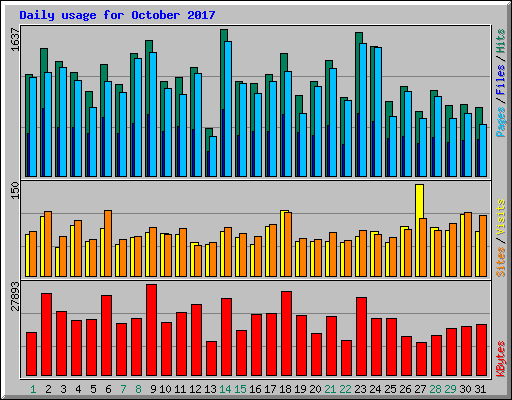 Daily usage for October 2017
1637
Pages / Files / Hits
150
Sites / Visits
27893
KBytes
1 2 3 4 5 6 7 8 9 10 11 12 13 14 15 16 17 18 19 20 21 22 23 24 25 26 27 28 29 30 31